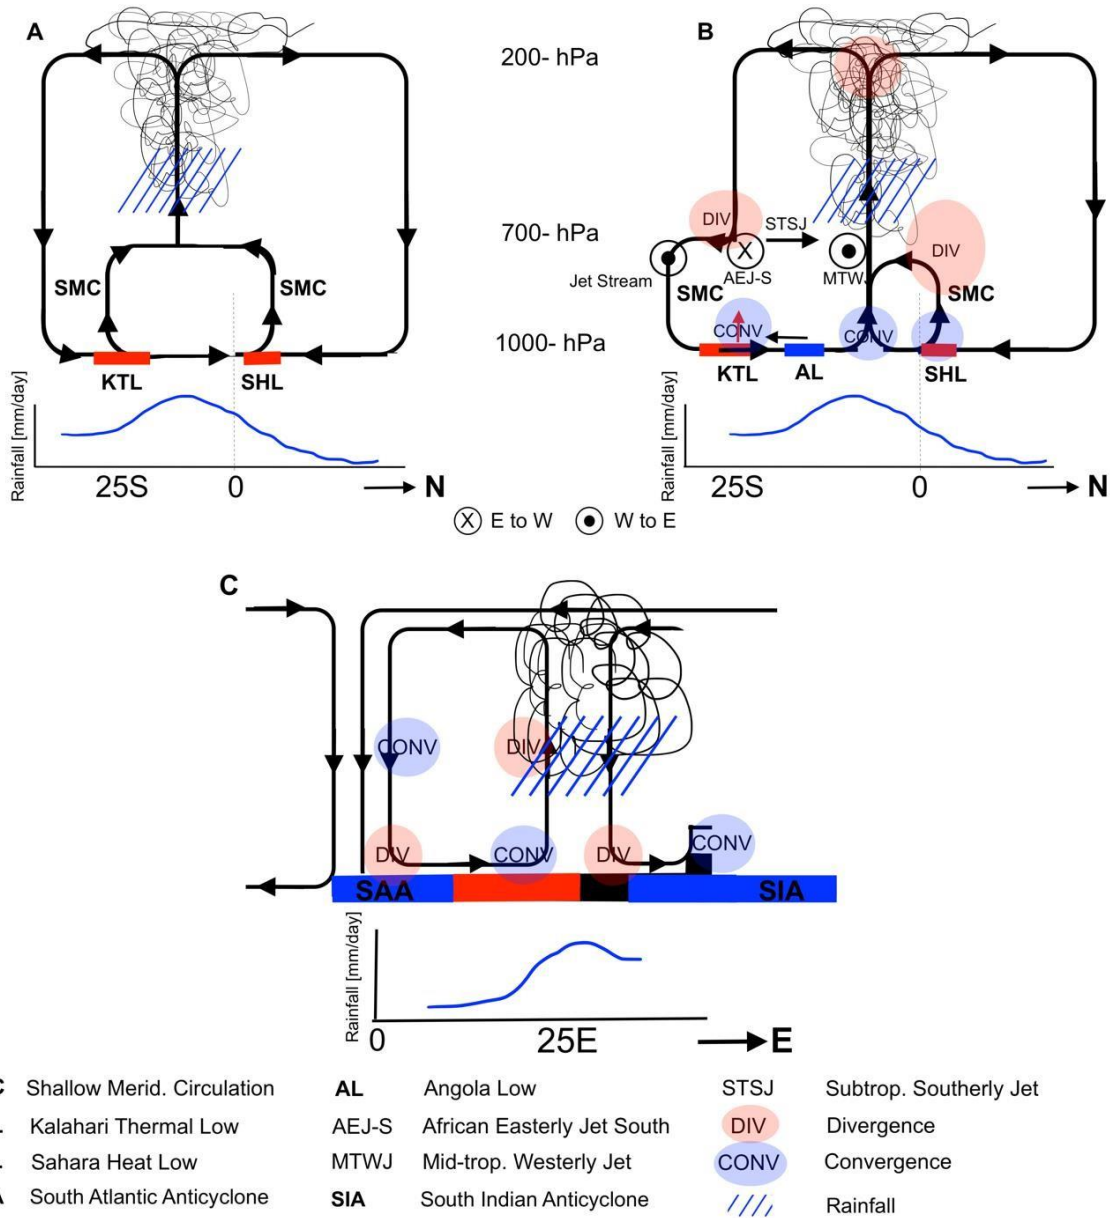 A
B
200- hPa
700- hPa
1000- hPa
SMC
SMC
KTL
SHL
Rainfall [mm/day]
25S
0
N
DIV
STSJ
DIV
Jet Stream
AEJ-S
MTWJ
SMC
SMC
CONV
CONV
KTL
AL
SHL
Rainfall [mm/day]
25S
0
N
X E to W
W to E
C
CONV
DIV
DIV
CONV
DIV
CONV
SAA
SIA
Rainfall [mm/day]
0
25E
E
C Shallow Merid. Circulation
AL Angola Low
STSJ Subtrop. Southerly Jet
Kalahari Thermal Low
AEJ-S African Easterly Jet South
DIV Divergence
Sahara Heat Low
MTWJ Mid-trop. Westerly Jet
CONV Convergence
A South Atlantic Anticyclone
SIA South Indian Anticyclone
Rainfall